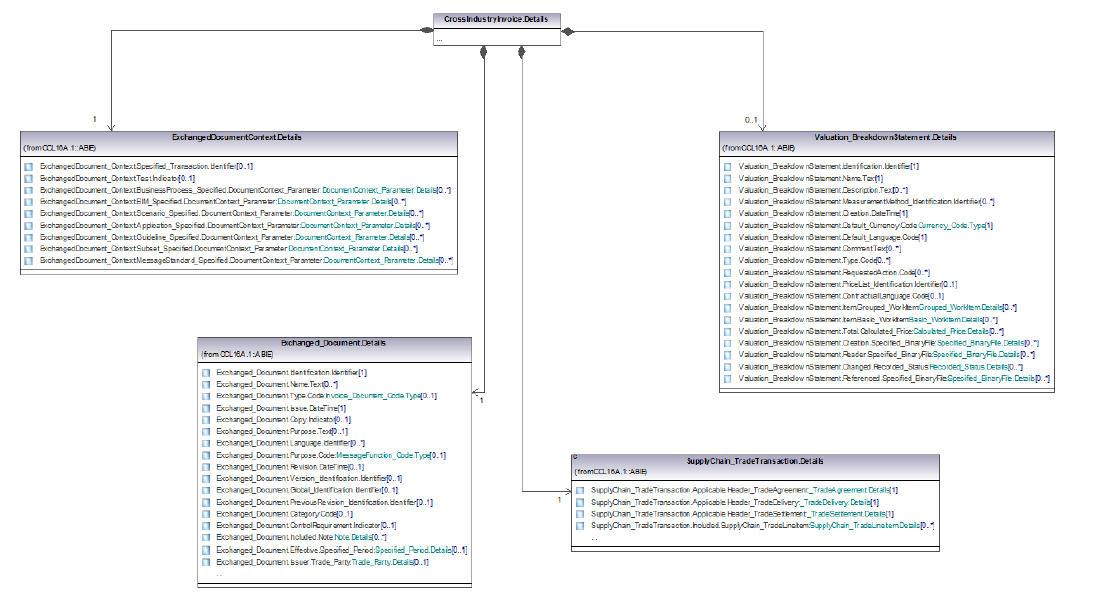 CrossIndustryInvoice.Details
...
1
0..1
ExchangedDocumentContext.Details
(from CCL16A.1::ABIE)
ExchangedDocument_Context.Specified_Transaction.Identifier[0..1]
ExchangedDocument_Context.Test.Indicator[0..1]
ExchangedDocument_Context.BusinessProcess_Specified.DocumentContext_Parameter:DocumentContext_Parameter.Details[0..*]
ExchangedDocument_Context.BIM_Specified.DocumentContext_Parameter:DocumentContext_Parameter.Details[0..*]
ExchangedDocument_Context.Scenario_Specified.DocumentContext_Parameter:DocumentContext_Parameter.Details[0..*]
ExchangedDocument_Context.Application_Specified.DocumentContext_Parameter:DocumentContext_Parameter.Details[0..*]
ExchangedDocument_Context.Guideline_Specified.DocumentContext_Parameter:DocumentContext_Parameter.Details[0..*]
ExchangedDocument_Context.Subset_Specified.DocumentContext_Parameter:DocumentContext_Parameter.Details[0..*]
ExchangedDocument_Context.MessageStandard_Specified.DocumentContext_Parameter:DocumentContext_Parameter.Details[0..*]
Valuation_BreakdownStatement.Details
(from CCL16A.1::ABIE)
Valuation_BreakdownStatement.Identification.Identifier[1]
Valuation_BreakdownStatement.Name.Text[1]
Valuation_BreakdownStatement.Description.Text[0..*]
Valuation_BreakdownStatement.MeasurementMethod_Identification.Identifier[0..*]
Valuation_BreakdownStatement.Creation.DateTime[1]
Valuation_BreakdownStatement.Default_Currency.Code:Currency_Code.Type[1]
Valuation_BreakdownStatement.Default_Language.Code[1]
Valuation_BreakdownStatement.Comment.Text[0..*]
Valuation_BreakdownStatement.Type.Code[0..*]
Valuation_BreakdownStatement.RequestedAction.Code[0..*]
Valuation_BreakdownStatement.PriceList_Identification.Identifier[0..1]
Valuation_BreakdownStatement.ContractualLanguage.Code[0..1]
Valuation_BreakdownStatement.ItemGrouped_WorkItem:Grouped_WorkItem.Details[0..*]
Valuation_BreakdownStatement.ItemBasic_WorkItem:Basic_WorkItem.Details[0..*]
Valuation_BreakdownStatement.Total.Calculated_Price:Calculated_Price.Details[0..*]
Valuation_BreakdownStatement.Creation.Specified_BinaryFile:Specified_BinaryFile.Details[0..*]
Valuation_BreakdownStatement.Reader.Specified_BinaryFile:Specified_BinaryFile.Details[0..*]
Valuation_BreakdownStatement.Changed.Recorded_Status:Recorded_Status.Details[0..*]
Valuation_BreakdownStatement.Referenced.Specified_BinaryFile:Specified_BinaryFile.Details[0..*]
Exchanged_Document.Details
(from CCL16A.1::ABIE)
Exchanged_Document.Identification.Identifier[1]
Exchanged_Document.Name.Text[0..*]
Exchanged_Document.Type.Code:Invoice_Document_Code.Type[0..1]
Exchanged_Document.Issue.DateTime[1]
Exchanged_Document.Copy.Indicator[0..1]
Exchanged_Document.Purpose.Text[0..1]
Exchanged_Document.Language.Identifier[0..*]
Exchanged_Document.Purpose.Code:MessageFunction_Code.Type[0..1]
Exchanged_Document.Revision.DateTime[0..1]
Exchanged_Document.Version_Identification.Identifier[0..1]
Exchanged_Document.Global_Identification.Identifier[0..1]
Exchanged_Document.PreviousRevision_Identification.Identifier[0..1]
Exchanged_Document.Category.Code[0..1]
Exchanged_Document.ControlRequirement.Indicator[0..1]
Exchanged_Document.Included.Note:Note.Details[0..*]
Exchanged_Document.Effective.Specified_Period:Specified_Period.Details[0..1]
Exchanged_Document.Issuer.Trade_Party:Trade_Party.Details[0..1]
...
1
SupplyChain_TradeTransaction.Details
(from CCL16A.1::ABIE)
SupplyChain_TradeTransaction.Applicable.Header_TradeAgreement:_TradeAgreement.Details[1]
SupplyChain_TradeTransaction.Applicable.Header_TradeDelivery:_TradeDelivery.Details[1]
SupplyChain_TradeTransaction.Applicable.Header_TradeSettlement:_TradeSettlement.Details[1]
SupplyChain_TradeTransaction.Included.SupplyChain_TradeLineItem:SupplyChain_TradeLineItem.Details[0..*]
...
1